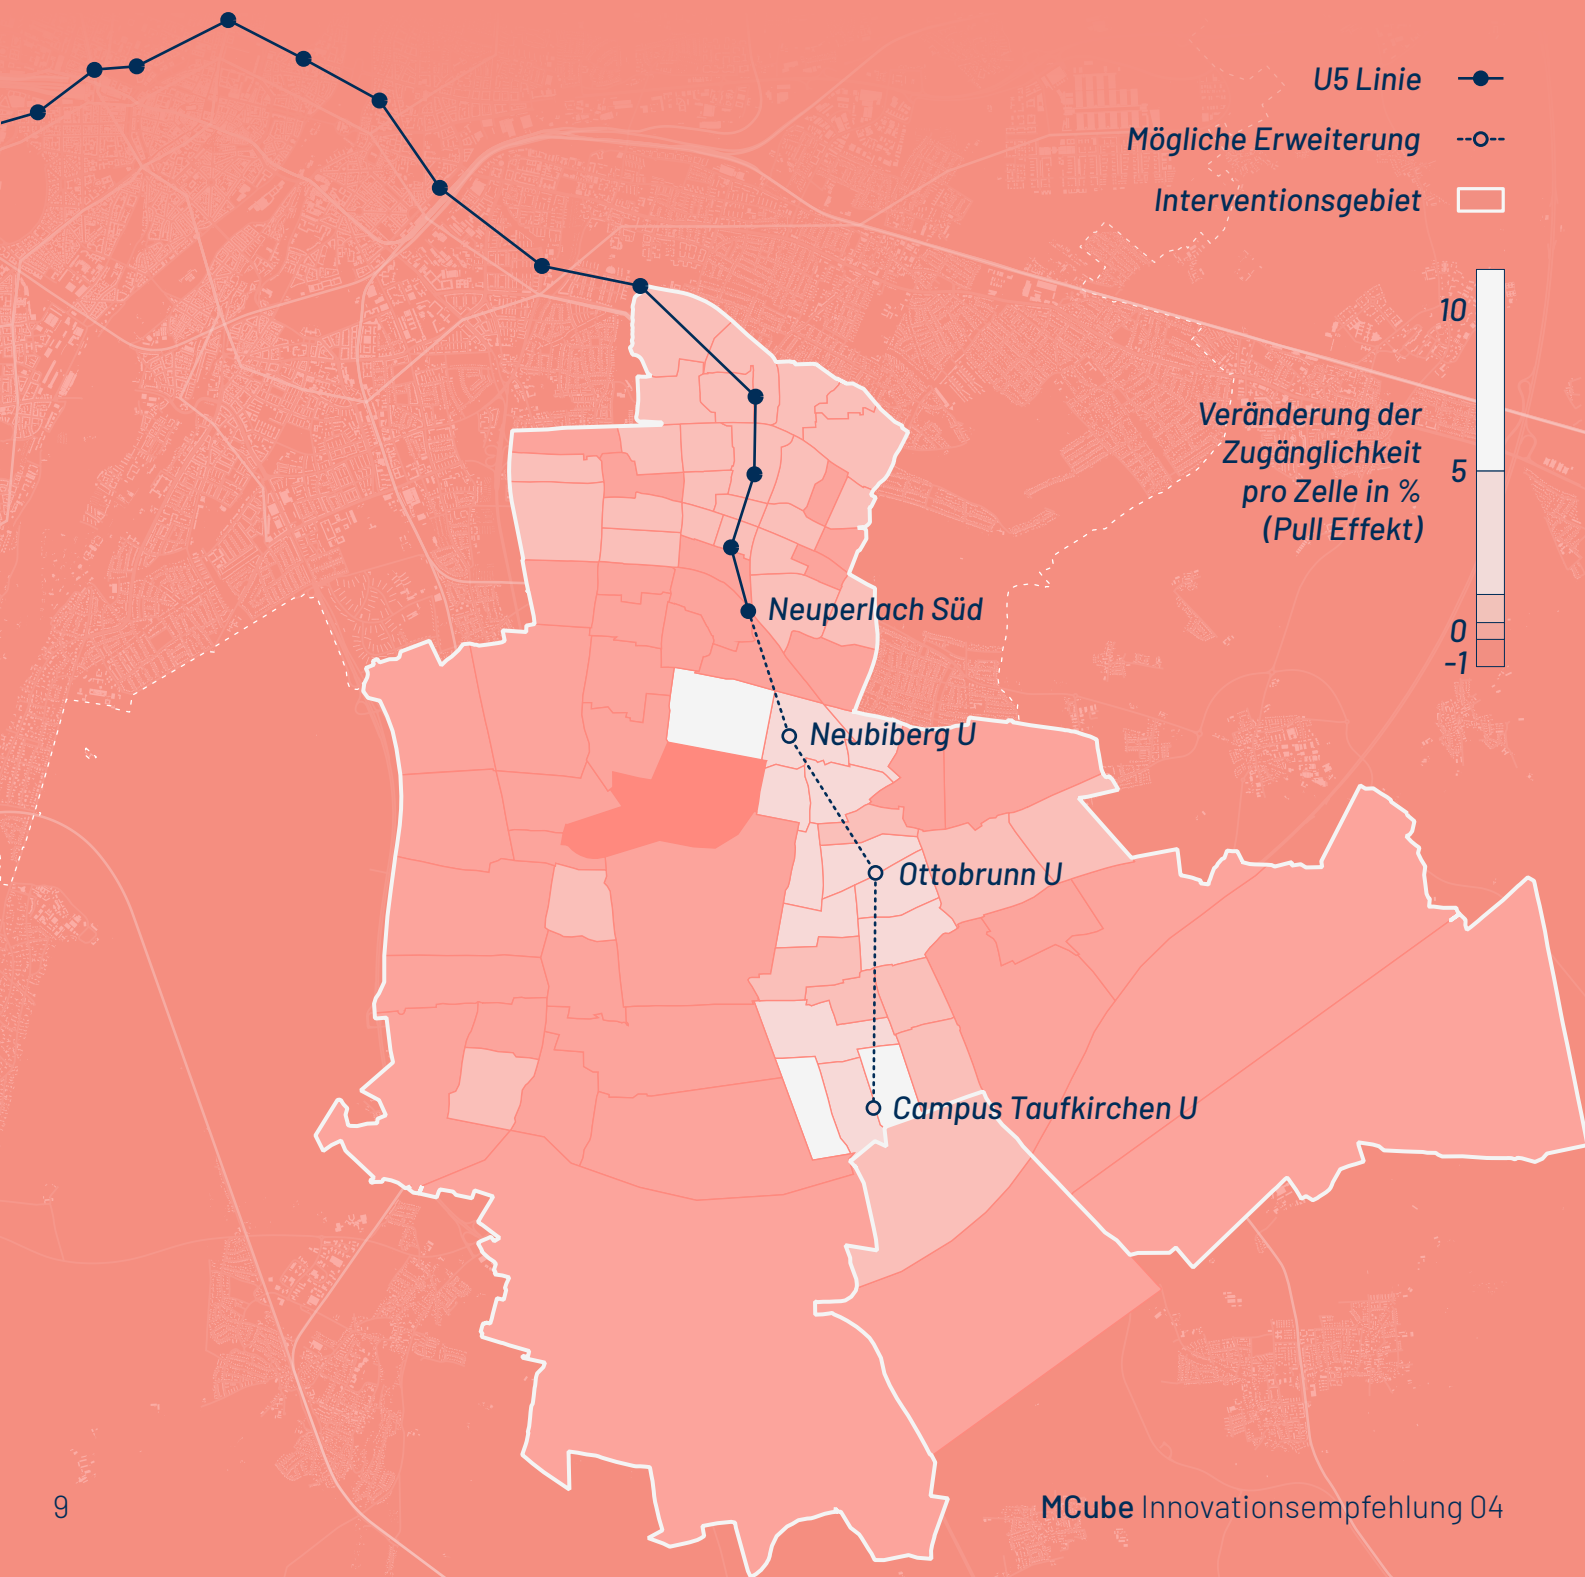 U5 Linie
Mögliche Erweiterung
Interventionsgebiet
10
Veränderung der
Zugänglichkeit
pro Zelle in %
(Pull Effekt)
5
0
-1
Neuperlach Süd
Neubiberg U
Ottobrunn U
Campus Taufkirchen U
9
MCube Innovationsempfehlung 04